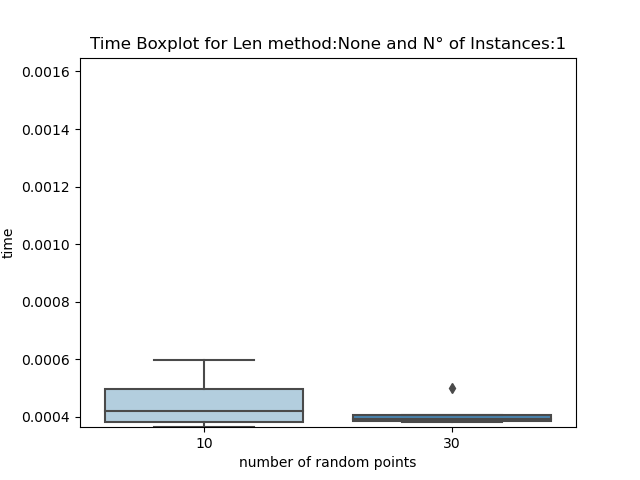 Time Boxplot for Len method:None and N° of Instances:1
0.0016
0.0014
0.0012
0.0010
0.0008
0.0006
0.0004
time
10 30
number of random points